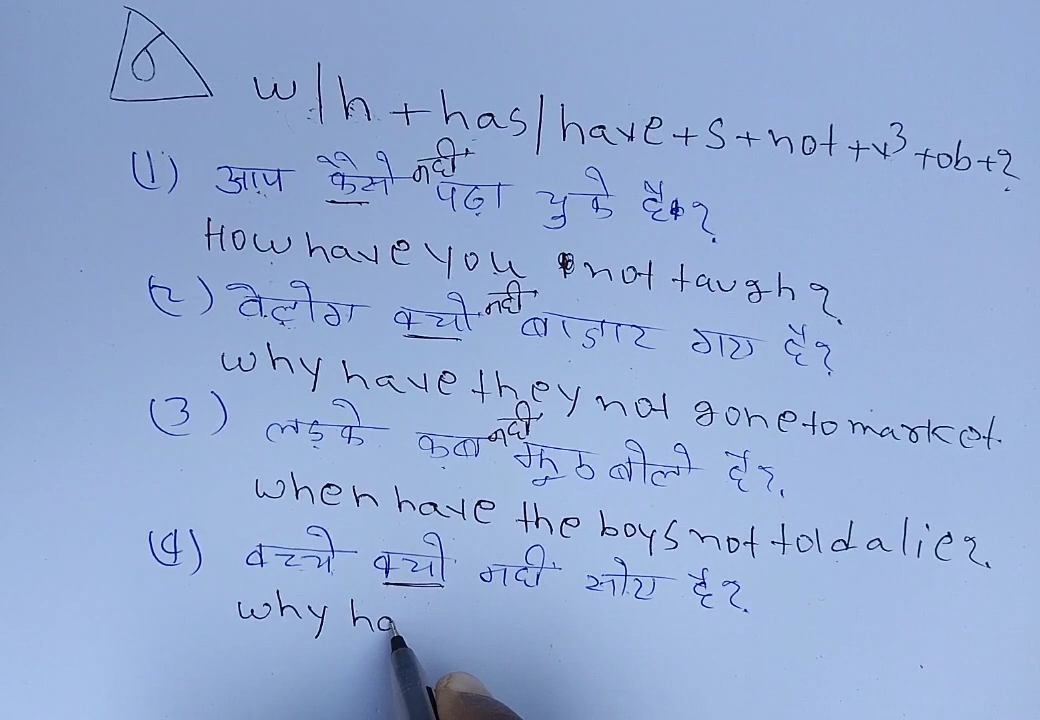 6
w/h + has/have + S + not + v³ + ob + ?
(1) आप कैसे नहीं पढ़ा चुके हैं?
How have you not taugh?
(2) वेलोग क्यो नहीं बाजार गए है?
why have they not gone to market.
(3) लड़के कब नहीं झूठ बोले है?
when have the boys not told a lie?
(4) बच्चे क्यो नहीं सोए है?
why ha